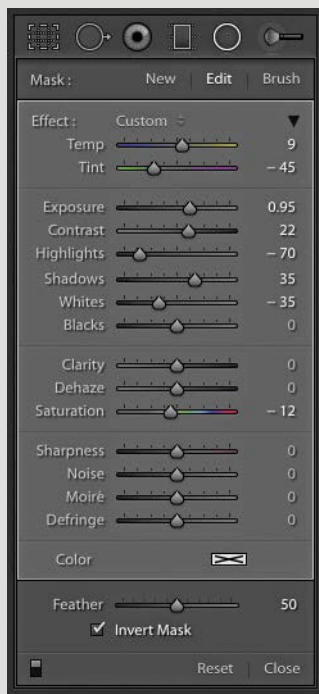 Mask : New | Edit | Brush
Effect : Custom
Temp 9
Tint – 45
Exposure 0.95
Contrast 22
Highlights – 70
Shadows 35
Whites – 35
Blacks 0
Clarity 0
Dehaze 0
Saturation – 12
Sharpness 0
Noise 0
Moiré 0
Defringe 0
Color
Feather 50
Invert Mask
Reset | Close